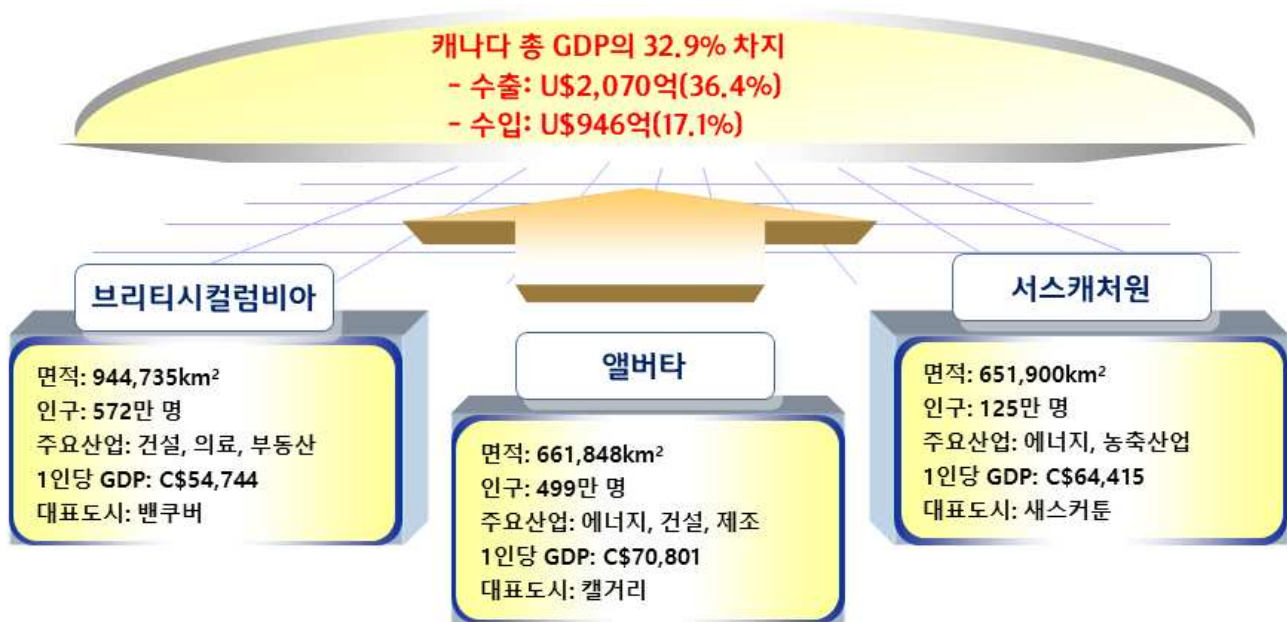 캐나다 총 GDP의 32.9% 차지
- 수출: U$2,070억(36.4%)
- 수입: U$946억(17.1%)
브리티시컬럼비아
면적: 944,735km²
인구: 572만 명
주요산업: 건설, 의료, 부동산
1인당 GDP: C$54,744
대표도시: 밴쿠버
앨버타
면적: 661,848km²
인구: 499만 명
주요산업: 에너지, 건설, 제조
1인당 GDP: C$70,801
대표도시: 캘거리
서스캐처원
면적: 651,900km²
인구: 125만 명
주요산업: 에너지, 농축산업
1인당 GDP: C$64,415
대표도시: 새스커툰